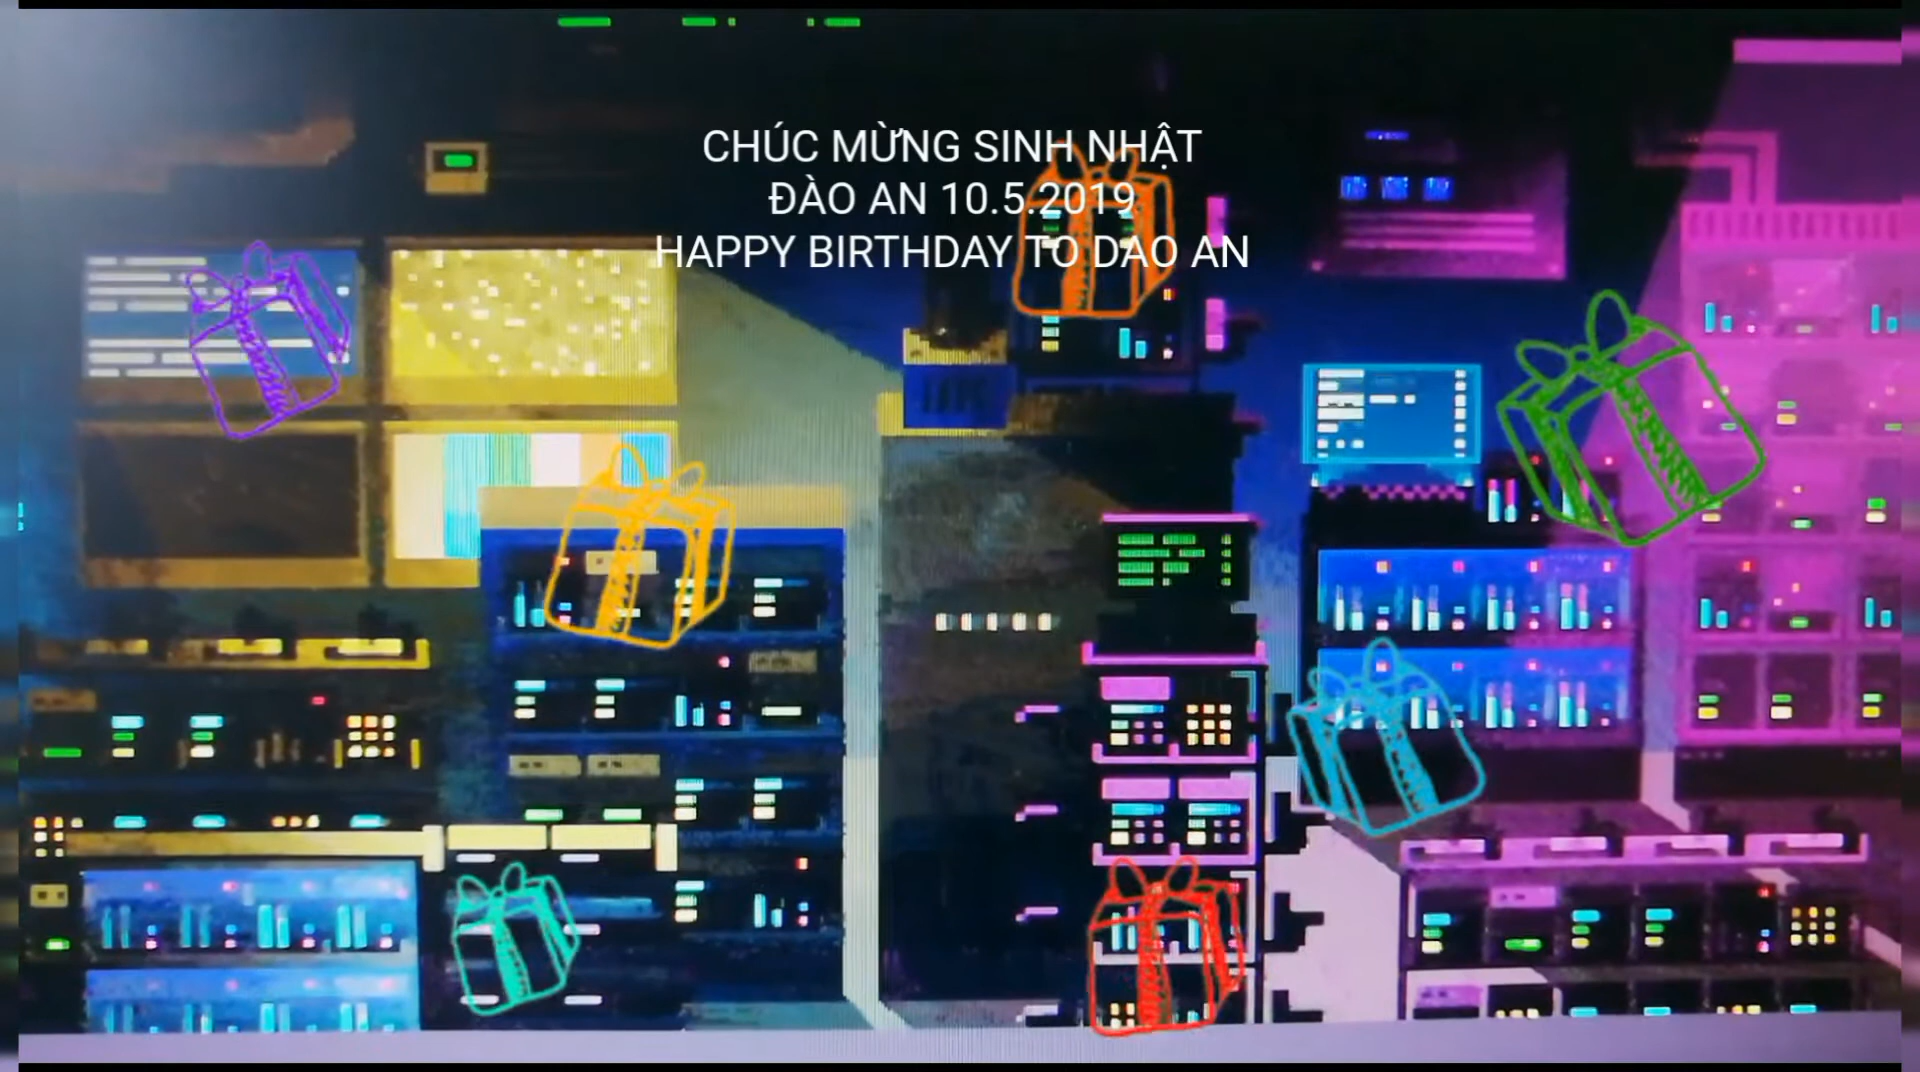 CHÚC MỪNG SINH NHẬT
ĐÀO AN 10.5.2019
HAPPY BIRTHDAY TO DAO AN